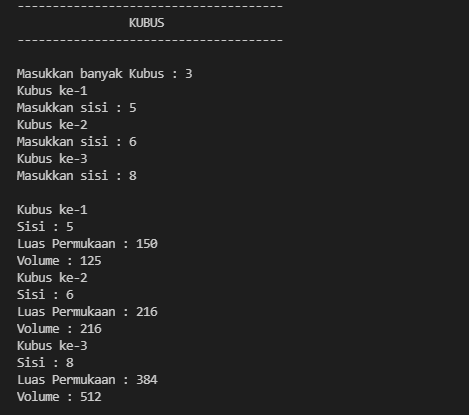 --------------------------------------
KUBUS
--------------------------------------
Masukkan banyak Kubus : 3
Kubus ke-1
Masukkan sisi : 5
Kubus ke-2
Masukkan sisi : 6
Kubus ke-3
Masukkan sisi : 8
Kubus ke-1
Sisi : 5
Luas Permukaan : 150
Volume : 125
Kubus ke-2
Sisi : 6
Luas Permukaan : 216
Volume : 216
Kubus ke-3
Sisi : 8
Luas Permukaan : 384
Volume : 512